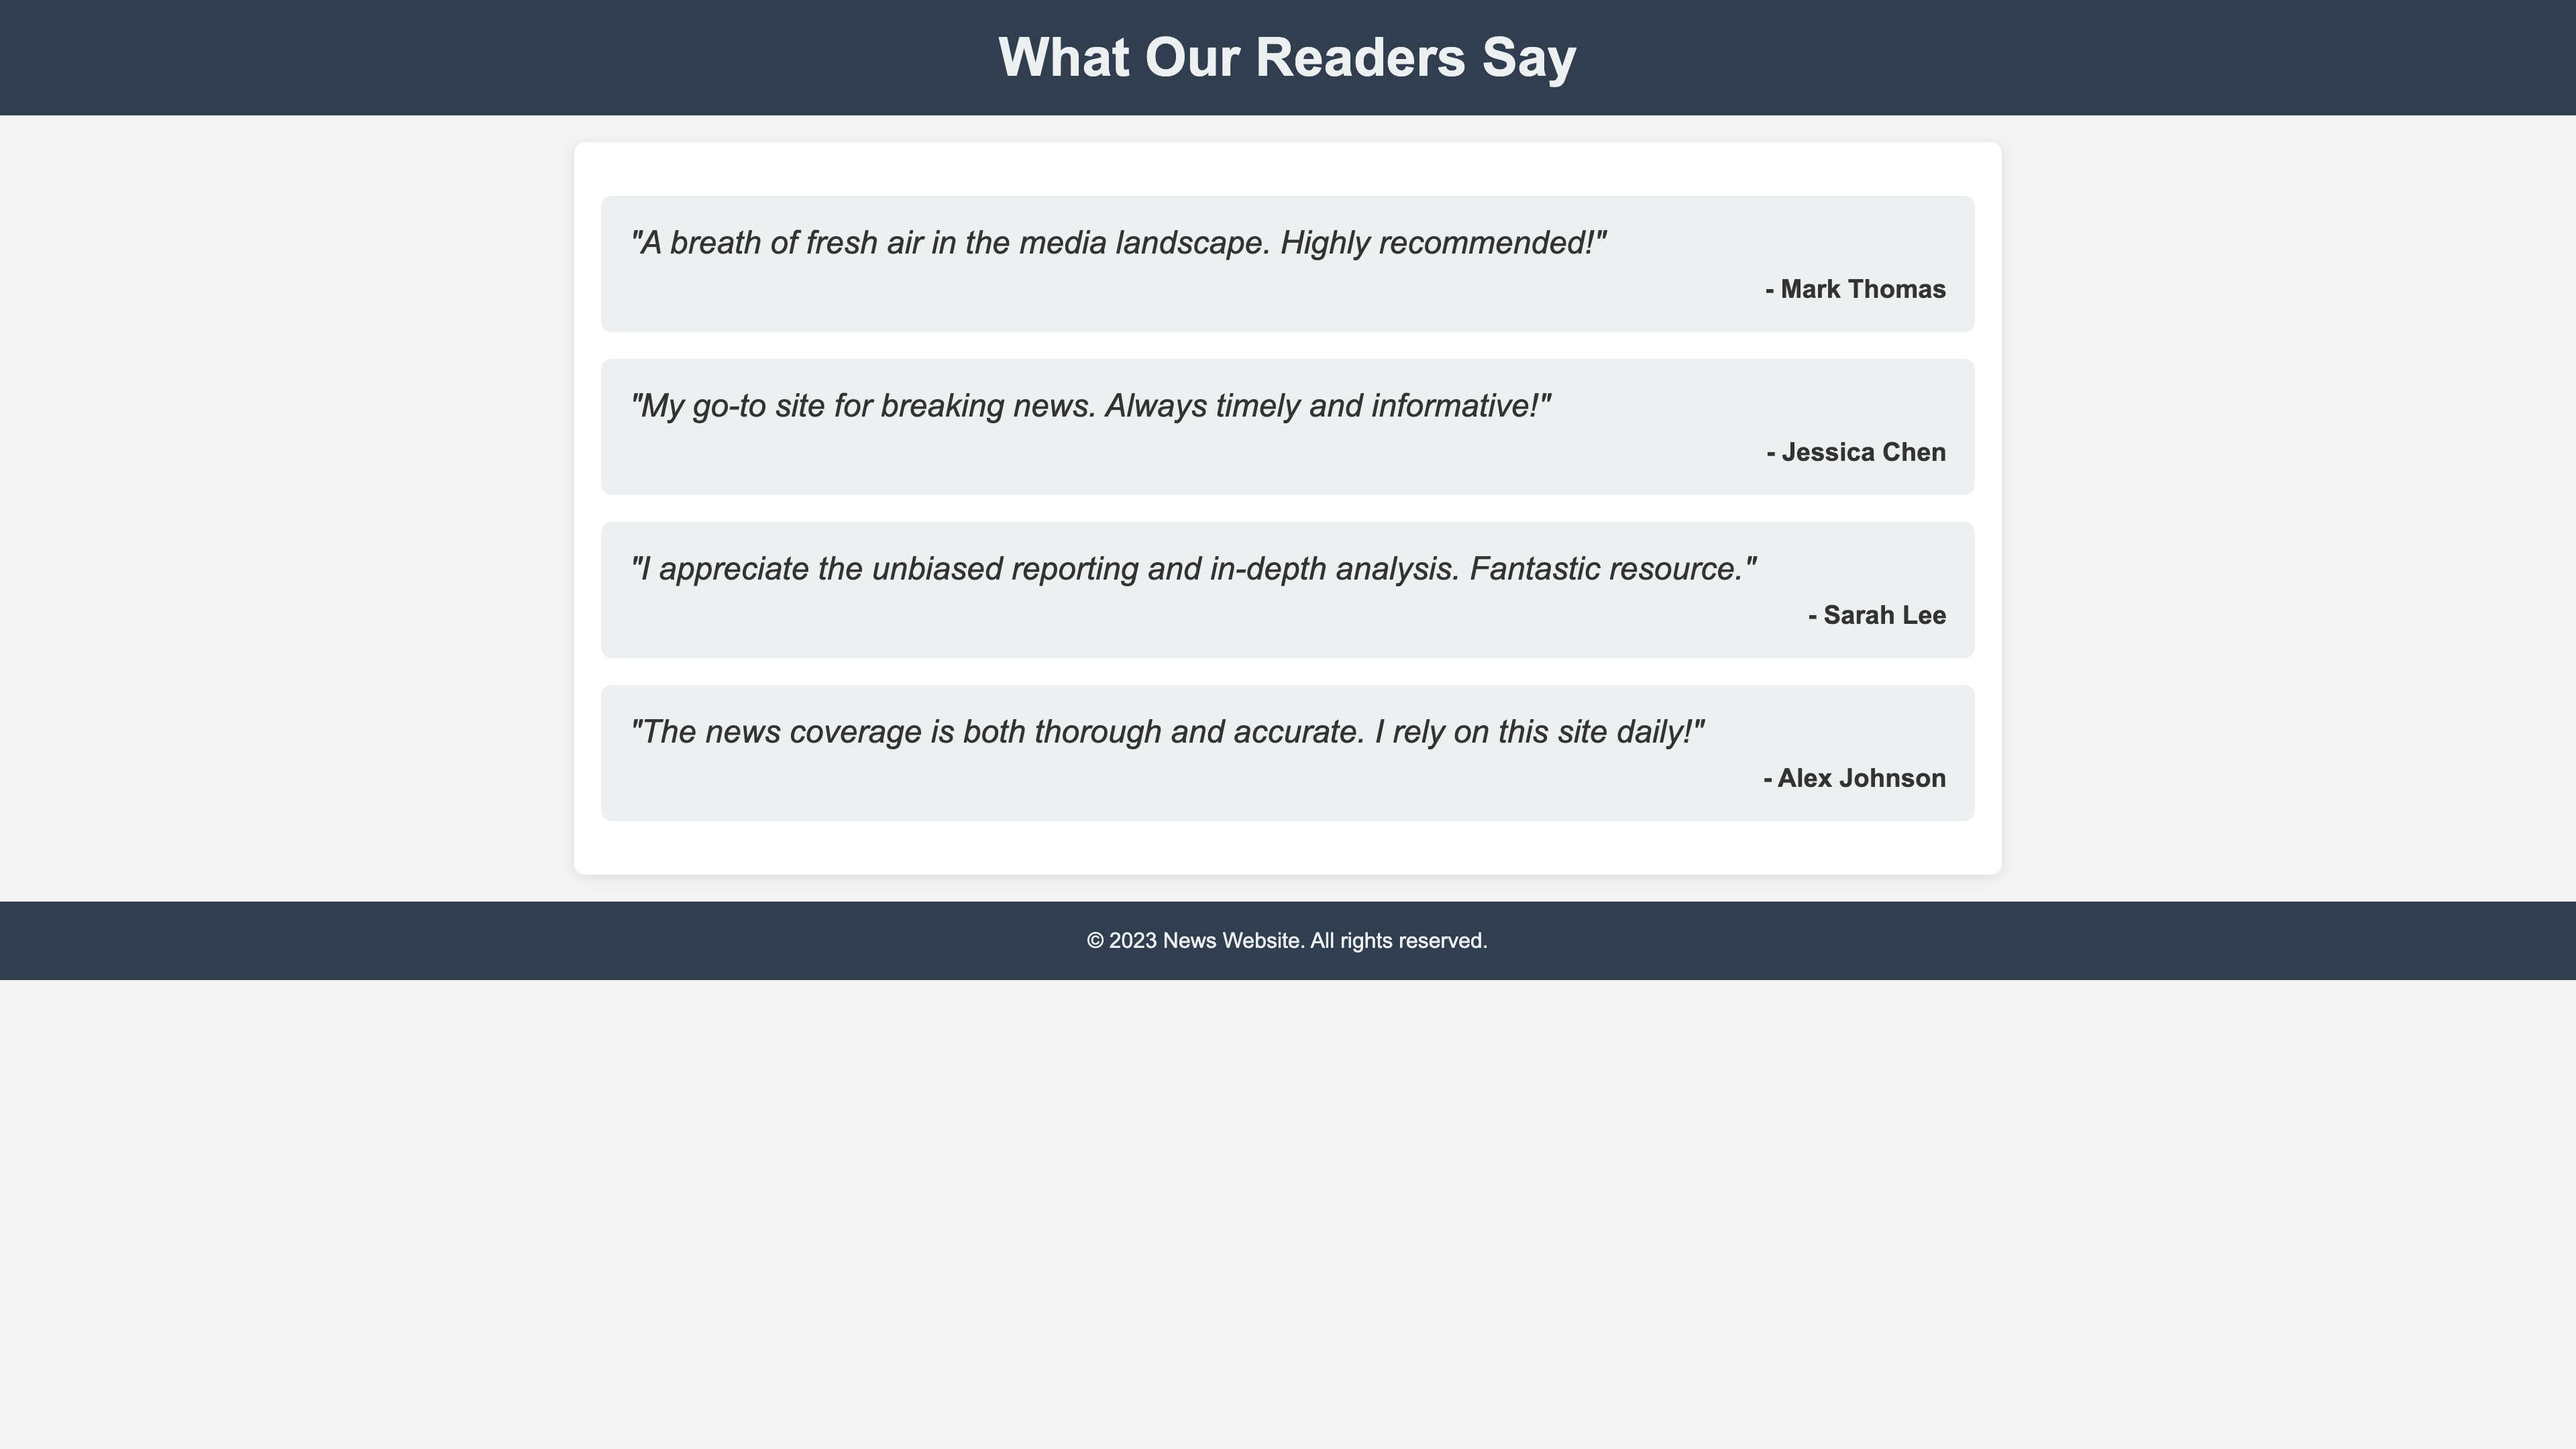 What Our Readers Say
"A breath of fresh air in the media landscape. Highly recommended!"
- Mark Thomas
"My go-to site for breaking news. Always timely and informative!"
- Jessica Chen
"I appreciate the unbiased reporting and in-depth analysis. Fantastic resource."
- Sarah Lee
"The news coverage is both thorough and accurate. I rely on this site daily!"
- Alex Johnson
© 2023 News Website. All rights reserved.